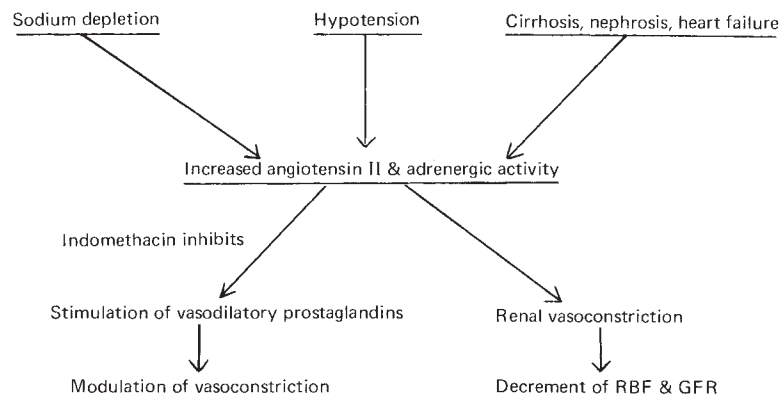 Sodium depletion
Hypotension
Cirrhosis, nephrosis, heart failure
Increased angiotensin II & adrenergic activity
Indomethacin inhibits
Stimulation of vasodilatory prostaglandins
Renal vasoconstriction
Modulation of vasoconstriction
Decrement of RBF & GFR